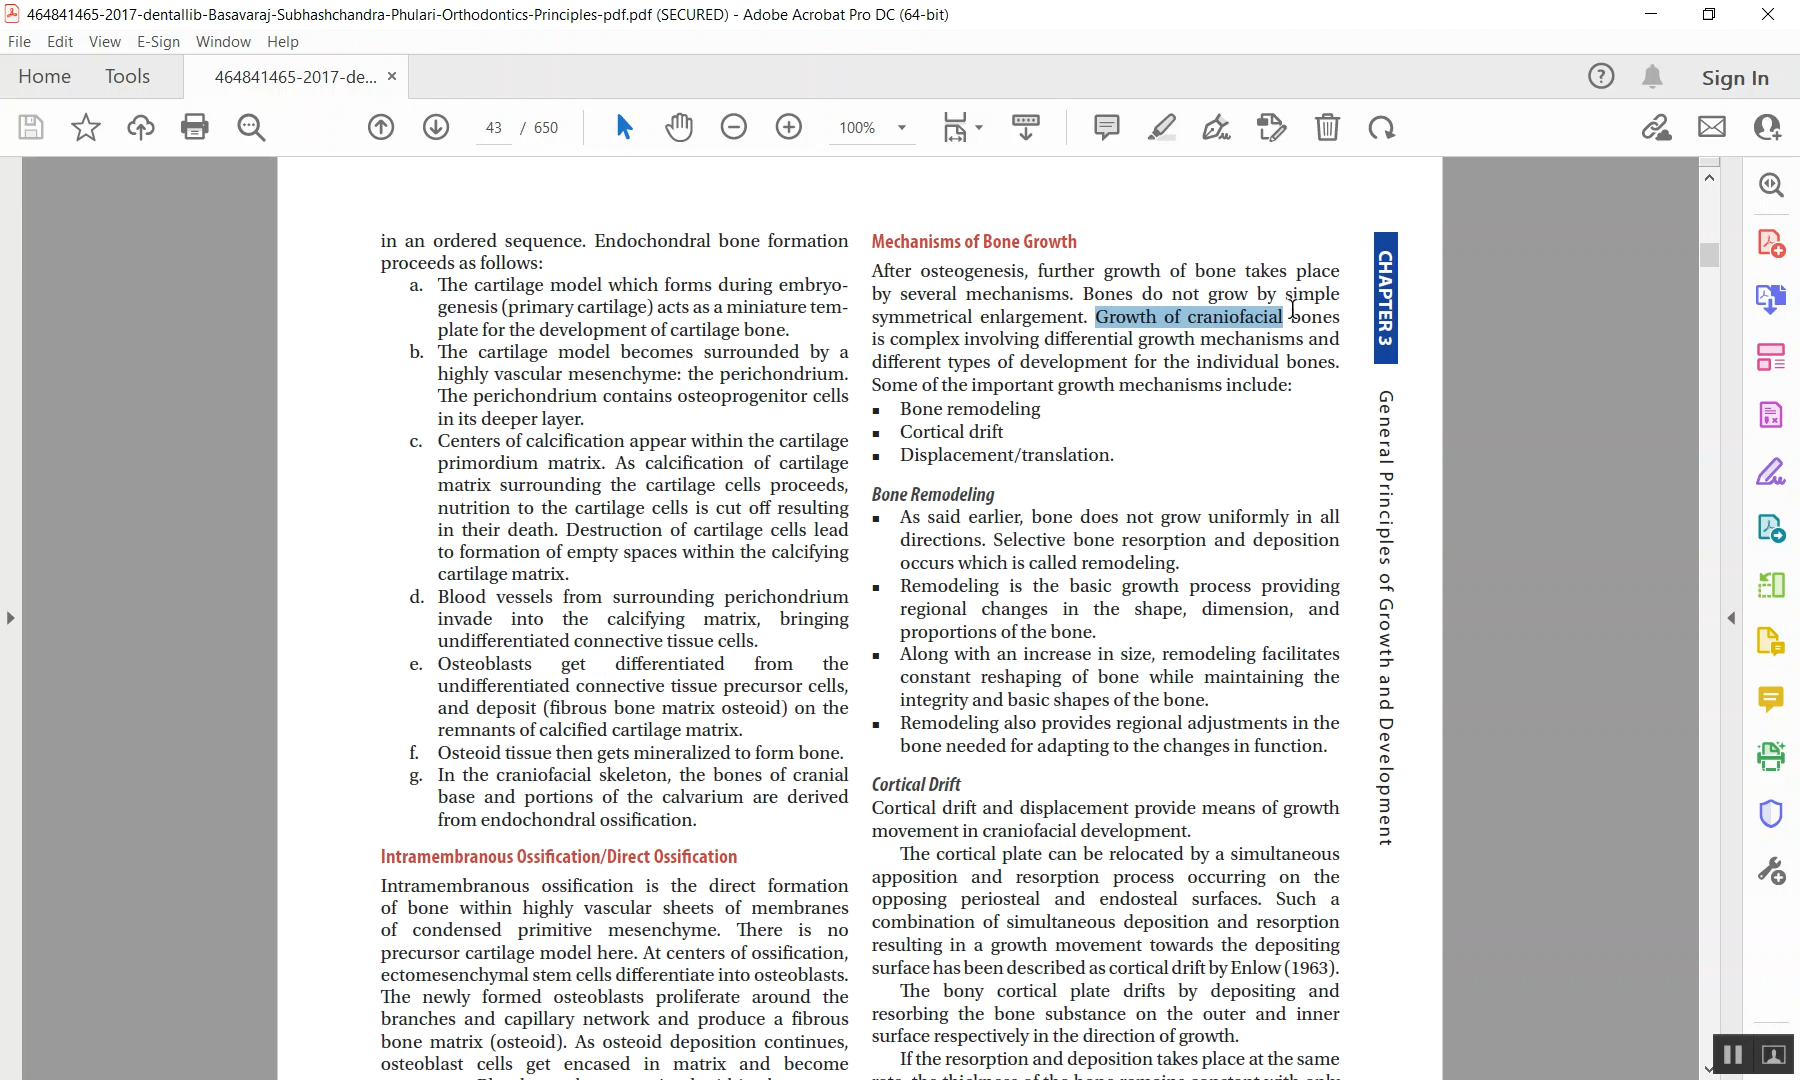 464841465-2017-dentallib-Basavaraj-Subhashchandra-Phulari-Orthodontics-Principles-pdf.pdf (SECURED) - Adobe Acrobat Pro DC (64-bit)
File Edit View E-Sign Window Help
Home Tools 464841465-2017-de... × Sign In
43 / 650 100%
in an ordered sequence. Endochondral bone formation
proceeds as follows:
a. The cartilage model which forms during embryo-
genesis (primary cartilage) acts as a miniature tem-
plate for the development of cartilage bone.
b. The cartilage model becomes surrounded by a
highly vascular mesenchyme: the perichondrium.
The perichondrium contains osteoprogenitor cells
in its deeper layer.
c. Centers of calcification appear within the cartilage
primordium matrix. As calcification of cartilage
matrix surrounding the cartilage cells proceeds,
nutrition to the cartilage cells is cut off resulting
in their death. Destruction of cartilage cells lead
to formation of empty spaces within the calcifying
cartilage matrix.
d. Blood vessels from surrounding perichondrium
invade into the calcifying matrix, bringing
undifferentiated connective tissue cells.
e. Osteoblasts get differentiated from the
undifferentiated connective tissue precursor cells,
and deposit (fibrous bone matrix osteoid) on the
remnants of calcified cartilage matrix.
f. Osteoid tissue then gets mineralized to form bone.
g. In the craniofacial skeleton, the bones of cranial
base and portions of the calvarium are derived
from endochondral ossification.
Intramembranous Ossification/Direct Ossification
Intramembranous ossification is the direct formation
of bone within highly vascular sheets of membranes
of condensed primitive mesenchyme. There is no
precursor cartilage model here. At centers of ossification,
ectomesenchymal stem cells differentiate into osteoblasts.
The newly formed osteoblasts proliferate around the
branches and capillary network and produce a fibrous
bone matrix (osteoid). As osteoid deposition continues,
osteoblast cells get encased in matrix and become
Mechanisms of Bone Growth
After osteogenesis, further growth of bone takes place
by several mechanisms. Bones do not grow by simple
symmetrical enlargement. Growth of craniofacial bones
is complex involving differential growth mechanisms and
different types of development for the individual bones.
Some of the important growth mechanisms include:
▪ Bone remodeling
▪ Cortical drift
▪ Displacement/translation.
Bone Remodeling
▪ As said earlier, bone does not grow uniformly in all
directions. Selective bone resorption and deposition
occurs which is called remodeling.
▪ Remodeling is the basic growth process providing
regional changes in the shape, dimension, and
proportions of the bone.
▪ Along with an increase in size, remodeling facilitates
constant reshaping of bone while maintaining the
integrity and basic shapes of the bone.
▪ Remodeling also provides regional adjustments in the
bone needed for adapting to the changes in function.
Cortical Drift
Cortical drift and displacement provide means of growth
movement in craniofacial development.
The cortical plate can be relocated by a simultaneous
apposition and resorption process occurring on the
opposing periosteal and endosteal surfaces. Such a
combination of simultaneous deposition and resorption
resulting in a growth movement towards the depositing
surface has been described as cortical drift by Enlow (1963).
The bony cortical plate drifts by depositing and
resorbing the bone substance on the outer and inner
surface respectively in the direction of growth.
If the resorption and deposition takes place at the same
CHAPTER 3
General Principles of Growth and Development